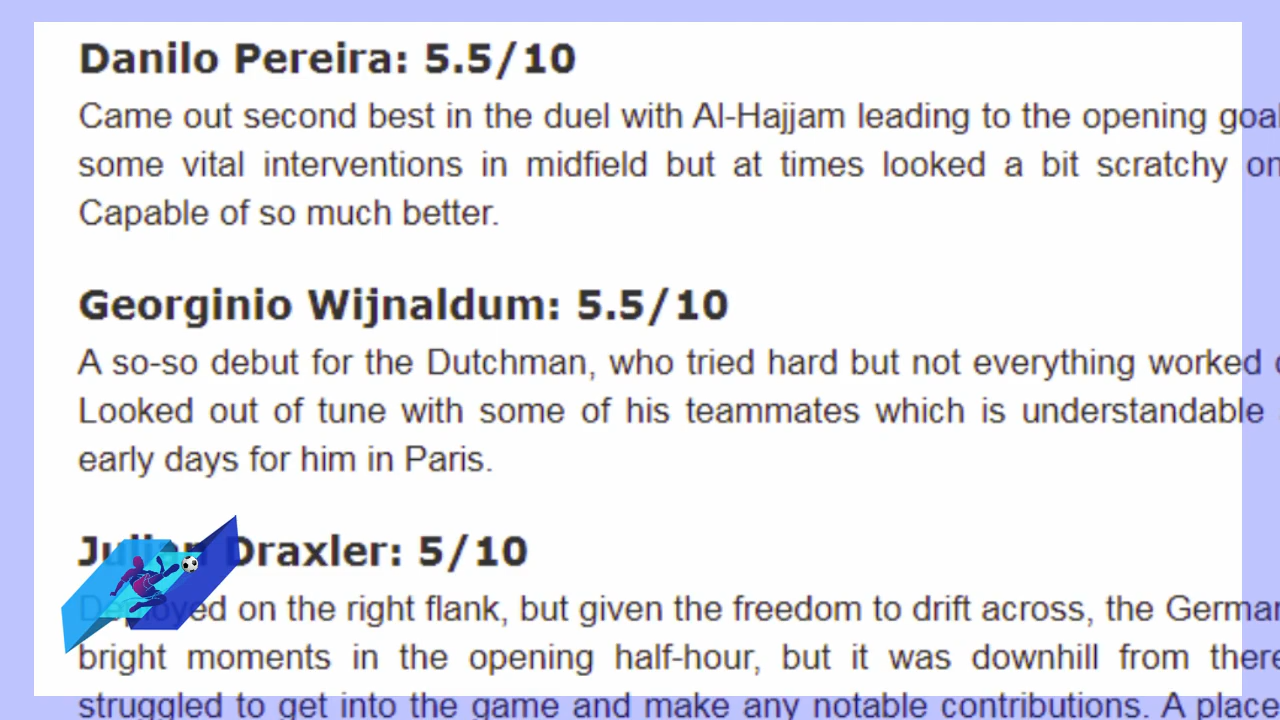 Danilo Pereira: 5.5/10
Came out second best in the duel with Al-Hajjam leading to the opening goal
some vital interventions in midfield but at times looked a bit scratchy on
Capable of so much better.
Georginio Wijnaldum: 5.5/10
A so-so debut for the Dutchman, who tried hard but not everything worked
Looked out of tune with some of his teammates which is understandable
early days for him in Paris.
Julian Draxler: 5/10
Deployed on the right flank, but given the freedom to drift across, the German
bright moments in the opening half-hour, but it was downhill from there
struggled to get into the game and make any notable contributions. A place